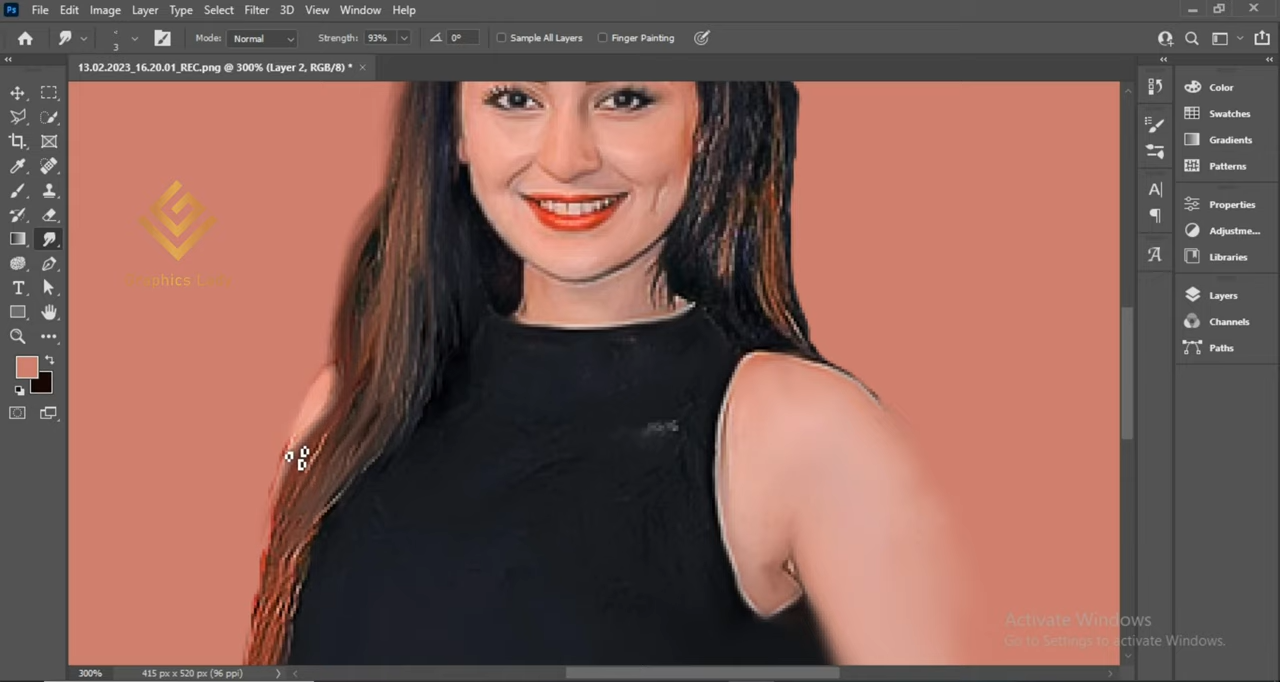 Ps File Edit Image Layer Type Select Filter 3D View Window Help
3 Mode: Normal Strength: 93% 0° Sample All Layers Finger Painting
13.02.2023_16.20.01_REC.png @ 300% (Layer 2, RGB/8) * ×
Color
Swatches
Gradients
Patterns
Properties
Adjustme...
Libraries
Layers
Channels
Paths
Activate Windows
Go to Settings to activate Windows.
300% 415 px x 520 px (96 ppi)